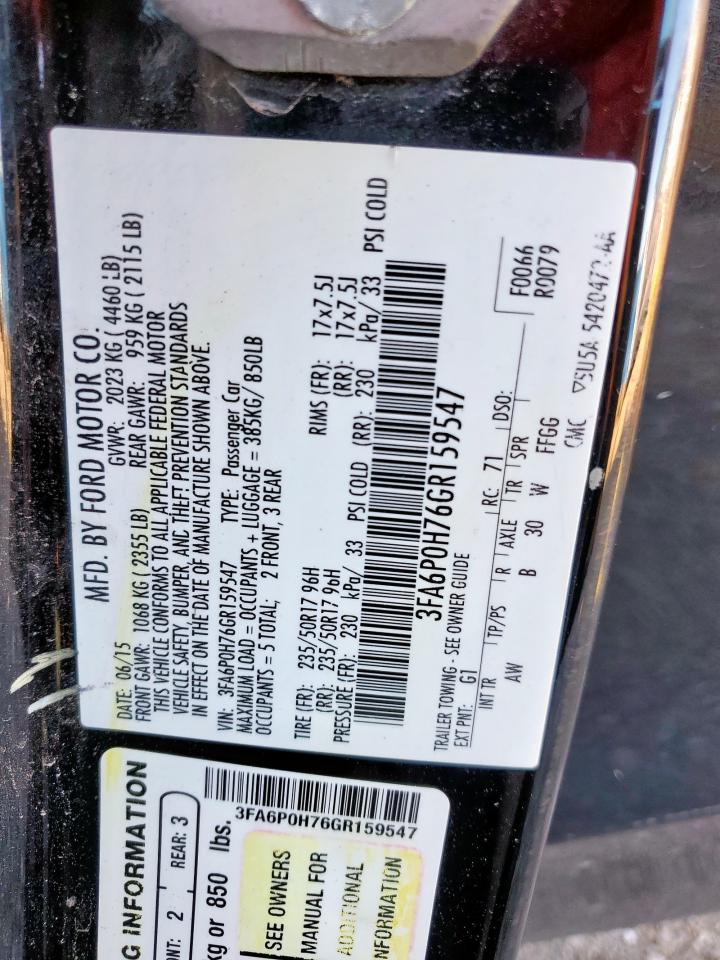 MFD. BY FORD MOTOR CO.
DATE: 06/15 GVWR: 2023 KG ( 4460 LB)
FRONT GAWR: 1068 KG ( 2355 LB) REAR GAWR: 959 KG ( 2115 LB)
THIS VEHICLE CONFORMS TO ALL APPLICABLE FEDERAL MOTOR
VEHICLE SAFETY, BUMPER, AND THEFT PREVENTION STANDARDS
IN EFFECT ON THE DATE OF MANUFACTURE SHOWN ABOVE.
VIN: 3FA6P0H76GR159547 TYPE: Passenger Car
MAXIMUM LOAD = OCCUPANTS + LUGGAGE = 385KG/ 850LB
OCCUPANTS = 5 TOTAL; 2 FRONT, 3 REAR
TIRE (FR): 235/50R17 96H RIMS (FR): 17x7.5J
(RR): 235/50R17 96H (RR): 17x7.5J
PRESSURE (FR): 230 kPa/ 33 PSI COLD (RR): 230 kPa/ 33 PSI COLD
3FA6P0H76GR159547
TRAILER TOWING - SEE OWNER GUIDE
F0066
EXT PNT: G1 RC: 71 DSO: R0079
INT TR TP/PS R AXLE TR SPR
AW B 30 W FFGG
CMC
G INFORMATION
NT: 2 REAR: 3
kg or 850 lbs.
3FA6P0H76GR159547
SEE OWNERS
MANUAL FOR
ADDITIONAL
NFORMATION